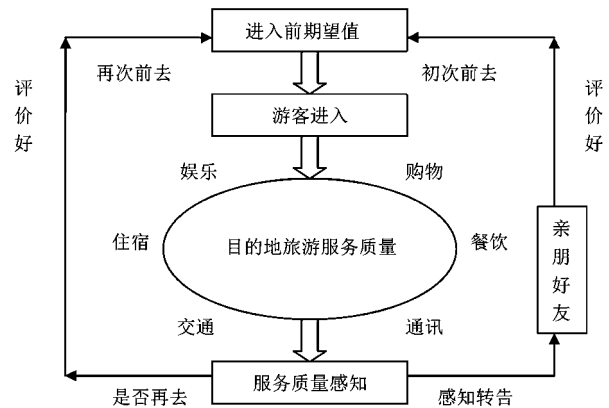 进入前期望值
再次前去
初次前去
评价好
评价好
游客进入
娱乐
购物
住宿
目的地旅游服务质量
餐饮
亲朋好友
交通
通讯
服务质量感知
是否再去
感知转告